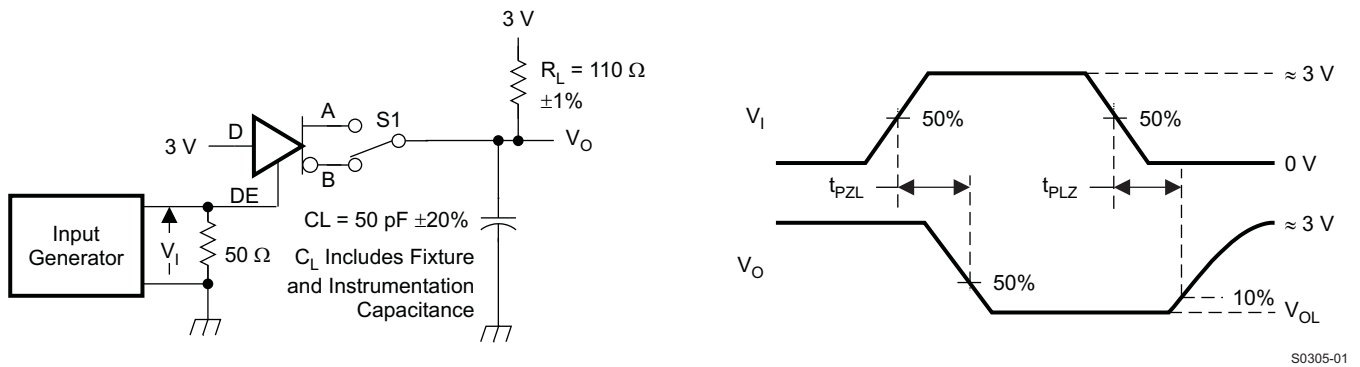 3 V
R_L = 110 Ω
±1%
A
S1
D
3 V
V_O
B
DE
CL = 50 pF ±20%
Input
Generator
V_I
50 Ω
C_L Includes Fixture
and Instrumentation
Capacitance
≈ 3 V
V_I
50%
50%
0 V
t_PZL
t_PLZ
≈ 3 V
V_O
50%
10%
V_OL
S0305-01